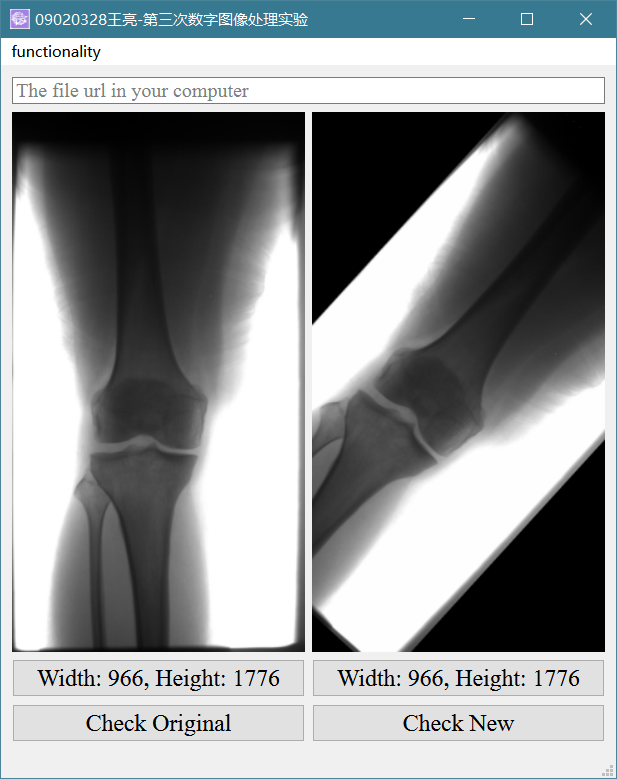 09020328王亮-第三次数字图像处理实验
functionality
The file url in your computer
Width: 966, Height: 1776
Width: 966, Height: 1776
Check Original
Check New